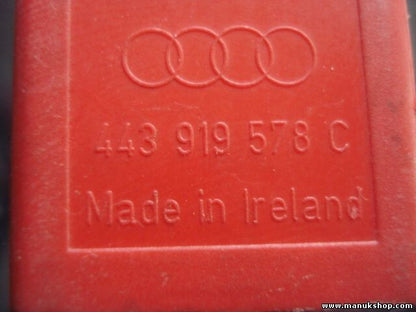 443 919 578 C
Made in Ireland
www.manukshop.com